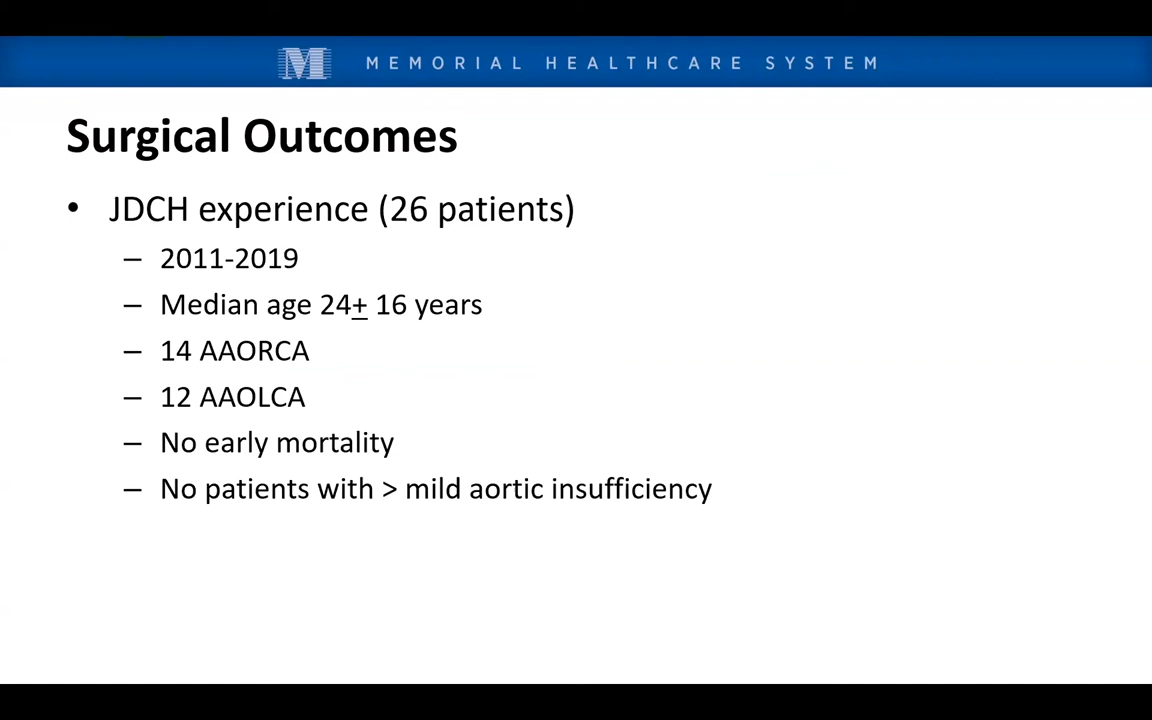 MEMORIAL HEALTHCARE SYSTEM
Surgical Outcomes
• JDCH experience (26 patients)
– 2011-2019
– Median age 24± 16 years
– 14 AAORCA
– 12 AAOLCA
– No early mortality
– No patients with > mild aortic insufficiency